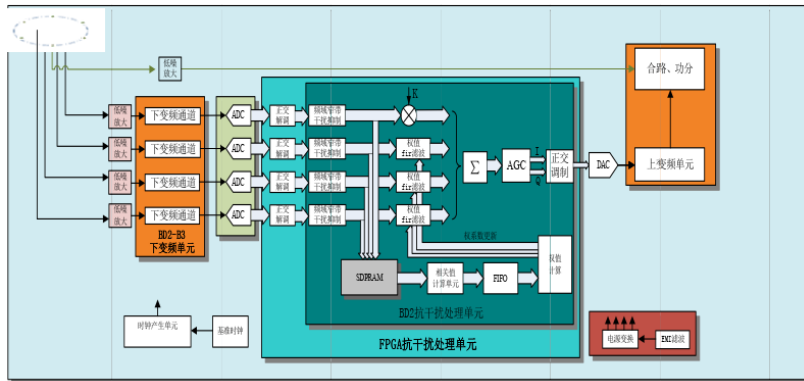 低噪
放大
合路、功分
K
低噪
放大
下变频通道
ADC
正交
解调
频域窄带
干扰抑制
低噪
放大
下变频通道
ADC
正交
解调
频域窄带
干扰抑制
权值
fir滤波
I
低噪
放大
下变频通道
ADC
正交
解调
频域窄带
干扰抑制
权值
fir滤波
Σ
AGC
Q
正交
调制
DAC
上变频单元
低噪
放大
下变频通道
ADC
正交
解调
频域窄带
干扰抑制
权值
fir滤波
BD2-B3
下变频单元
权系数更新
SDPRAM
相关值
计算单元
FIFO
权值
计算
BD2抗干扰处理单元
时钟产生单元
基准时钟
FPGA抗干扰处理单元
电源变换
EMI滤波